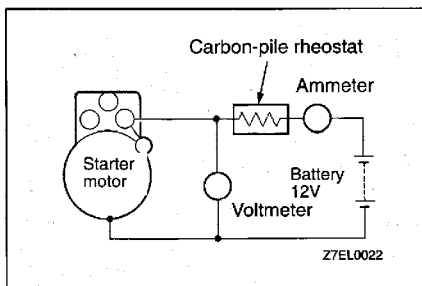 Carbon-pile rheostat
Ammeter
Starter
motor
Battery
12V
Voltmeter
Z7EL0022